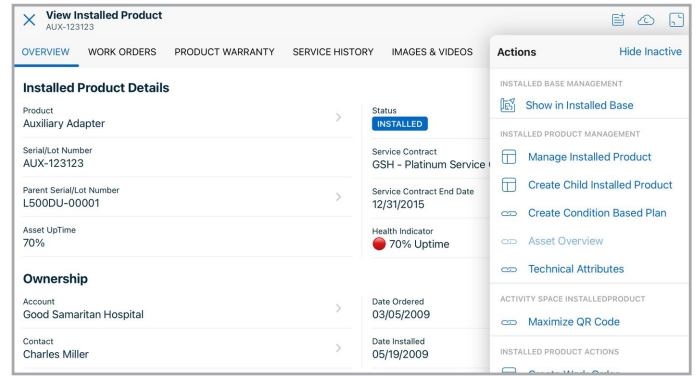 View Installed Product
AUX-123123
OVERVIEW WORK ORDERS PRODUCT WARRANTY SERVICE HISTORY IMAGES & VIDEOS
Installed Product Details
Product
Auxiliary Adapter
Serial/Lot Number
AUX-123123
Parent Serial/Lot Number
L500DU-00001
Asset UpTime
70%
Status
INSTALLED
Service Contract
GSH - Platinum Service
Service Contract End Date
12/31/2015
Health Indicator
70% Uptime
Ownership
Account
Good Samaritan Hospital
Contact
Charles Miller
Date Ordered
03/05/2009
Date Installed
05/19/2009
Actions Hide Inactive
INSTALLED BASE MANAGEMENT
Show in Installed Base
INSTALLED PRODUCT MANAGEMENT
Manage Installed Product
Create Child Installed Product
Create Condition Based Plan
Asset Overview
Technical Attributes
ACTIVITY SPACE INSTALLEDPRODUCT
Maximize QR Code
INSTALLED PRODUCT ACTIONS
Create Work Order